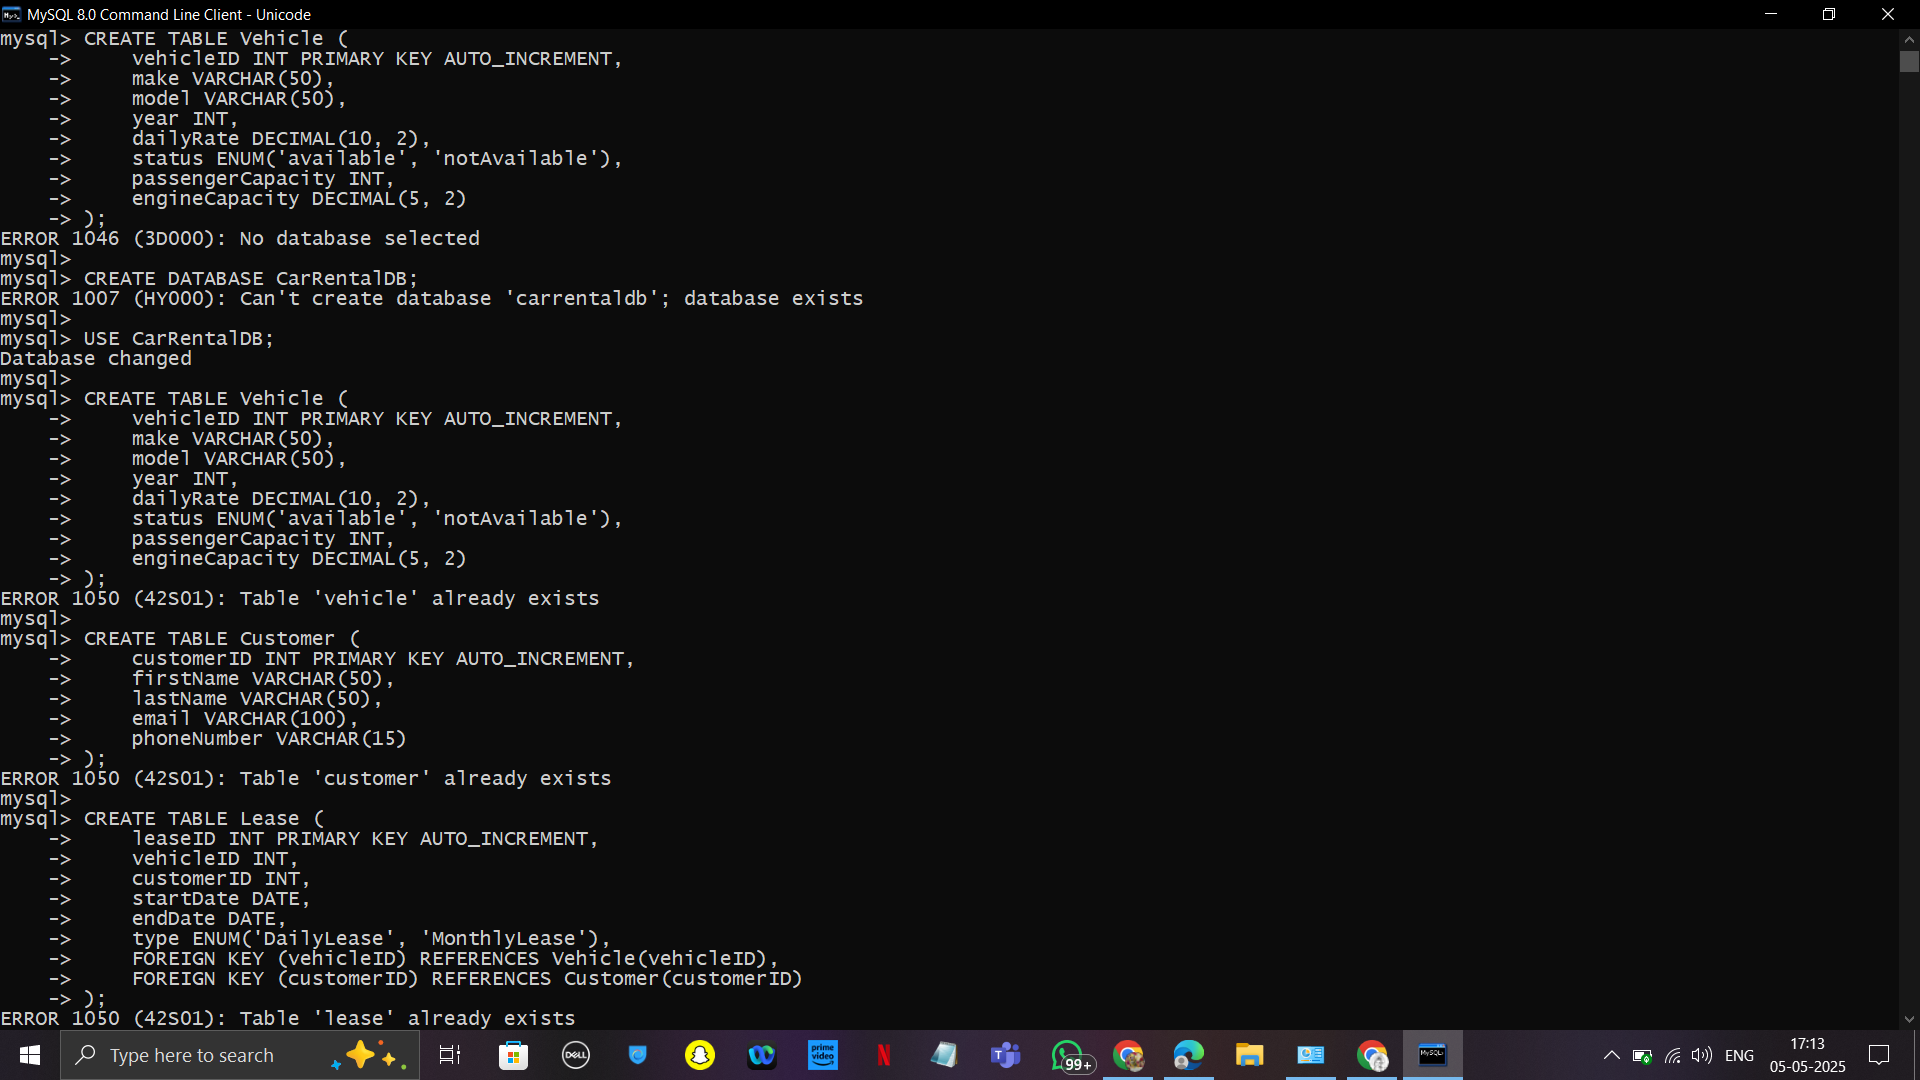 MySQL 8.0 Command Line Client - Unicode
mysql> CREATE TABLE Vehicle (
    ->     vehicleID INT PRIMARY KEY AUTO_INCREMENT,
    ->     make VARCHAR(50),
    ->     model VARCHAR(50),
    ->     year INT,
    ->     dailyRate DECIMAL(10, 2),
    ->     status ENUM('available', 'notAvailable'),
    ->     passengerCapacity INT,
    ->     engineCapacity DECIMAL(5, 2)
    -> );
ERROR 1046 (3D000): No database selected
mysql>
mysql> CREATE DATABASE CarRentalDB;
ERROR 1007 (HY000): Can't create database 'carrentaldb'; database exists
mysql>
mysql> USE CarRentalDB;
Database changed
mysql>
mysql> CREATE TABLE Vehicle (
    ->     vehicleID INT PRIMARY KEY AUTO_INCREMENT,
    ->     make VARCHAR(50),
    ->     model VARCHAR(50),
    ->     year INT,
    ->     dailyRate DECIMAL(10, 2),
    ->     status ENUM('available', 'notAvailable'),
    ->     passengerCapacity INT,
    ->     engineCapacity DECIMAL(5, 2)
    -> );
ERROR 1050 (42S01): Table 'vehicle' already exists
mysql>
mysql> CREATE TABLE Customer (
    ->     customerID INT PRIMARY KEY AUTO_INCREMENT,
    ->     firstName VARCHAR(50),
    ->     lastName VARCHAR(50),
    ->     email VARCHAR(100),
    ->     phoneNumber VARCHAR(15)
    -> );
ERROR 1050 (42S01): Table 'customer' already exists
mysql>
mysql> CREATE TABLE Lease (
    ->     leaseID INT PRIMARY KEY AUTO_INCREMENT,
    ->     vehicleID INT,
    ->     customerID INT,
    ->     startDate DATE,
    ->     endDate DATE,
    ->     type ENUM('DailyLease', 'MonthlyLease'),
    ->     FOREIGN KEY (vehicleID) REFERENCES Vehicle(vehicleID),
    ->     FOREIGN KEY (customerID) REFERENCES Customer(customerID)
    -> );
ERROR 1050 (42S01): Table 'lease' already exists
Type here to search
DELL
prime video
N
99+
MySQL
ENG
17:13
05-05-2025